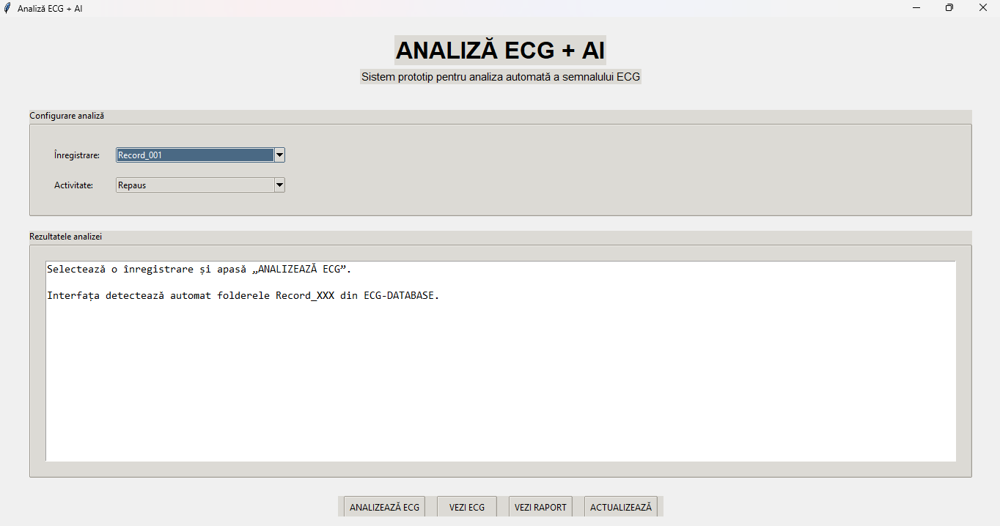 Analiză ECG + AI
ANALIZĂ ECG + AI
Sistem prototip pentru analiza automată a semnalului ECG
Configurare analiză
Înregistrare: Record_001
Activitate: Repaus
Rezultatele analizei
Selectează o înregistrare și apasă „ANALIZEAZĂ ECG”.
Interfața detectează automat folderele Record_XXX din ECG-DATABASE.
ANALIZEAZĂ ECG VEZI ECG VEZI RAPORT ACTUALIZEAZĂ